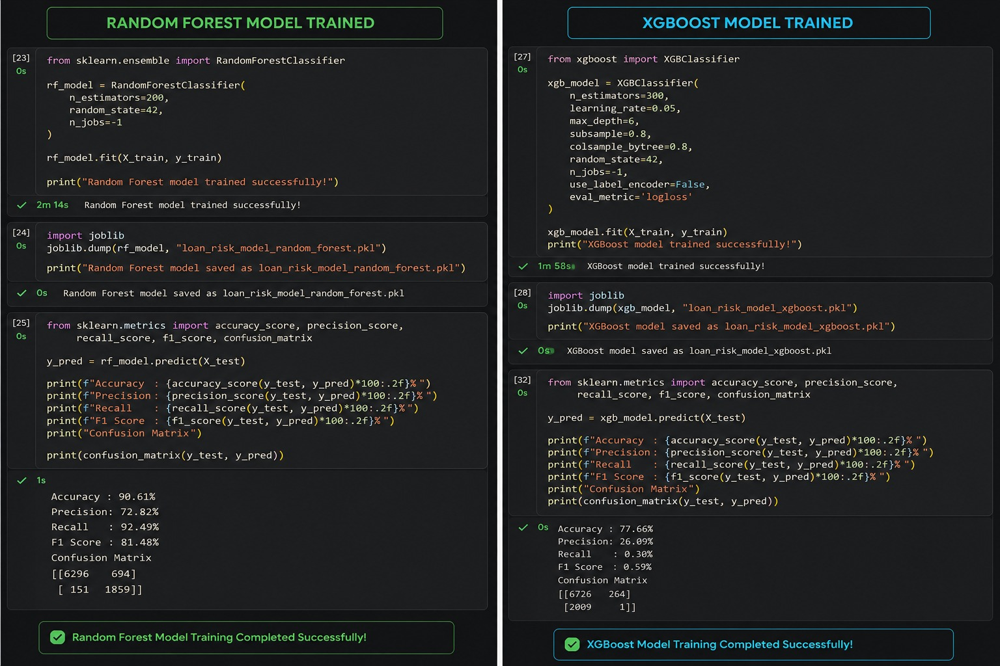 RANDOM FOREST MODEL TRAINED
[23]
0s
from sklearn.ensemble import RandomForestClassifier
rf_model = RandomForestClassifier(
    n_estimators=200,
    random_state=42,
    n_jobs=-1
)
rf_model.fit(X_train, y_train)
print("Random Forest model trained successfully!")
✓ 2m 14s Random Forest model trained successfully!
[24]
0s
import joblib
joblib.dump(rf_model, "loan_risk_model_random_forest.pkl")
print("Random Forest model saved as loan_risk_model_random_forest.pkl")
✓ 0s Random Forest model saved as loan_risk_model_random_forest.pkl
[25]
0s
from sklearn.metrics import accuracy_score, precision_score,
    recall_score, f1_score, confusion_matrix
y_pred = rf_model.predict(X_test)
print(f"Accuracy : {accuracy_score(y_test, y_pred)*100:.2f}% ")
print(f"Precision : {precision_score(y_test, y_pred)*100:.2f}% ")
print(f"Recall   : {recall_score(y_test, y_pred)*100:.2f}% ")
print(f"F1 Score : {f1_score(y_test, y_pred)*100:.2f}% ")
print("Confusion Matrix")
print(confusion_matrix(y_test, y_pred))
✓ 1s
Accuracy : 90.61%
Precision: 72.82%
Recall   : 92.49%
F1 Score : 81.48%
Confusion Matrix
[[6296   694]
 [ 151  1859]]
Random Forest Model Training Completed Successfully!
XGBOOST MODEL TRAINED
[27]
0s
from xgboost import XGBClassifier
xgb_model = XGBClassifier(
    n_estimators=300,
    learning_rate=0.05,
    max_depth=6,
    subsample=0.8,
    colsample_bytree=0.8,
    random_state=42,
    n_jobs=-1,
    use_label_encoder=False,
    eval_metric='logloss'
)
xgb_model.fit(X_train, y_train)
print("XGBoost model trained successfully!")
✓ 1m 58s XGBoost model trained successfully!
[28]
0s
import joblib
joblib.dump(xgb_model, "loan_risk_model_xgboost.pkl")
print("XGBoost model saved as loan_risk_model_xgboost.pkl")
✓ 0s XGBoost model saved as loan_risk_model_xgboost.pkl
[32]
0s
from sklearn.metrics import accuracy_score, precision_score,
    recall_score, f1_score, confusion_matrix
y_pred = xgb_model.predict(X_test)
print(f"Accuracy : {accuracy_score(y_test, y_pred)*100:.2f}% ")
print(f"Precision : {precision_score(y_test, y_pred)*100:.2f}% ")
print(f"Recall   : {recall_score(y_test, y_pred)*100:.2f}% ")
print(f"F1 Score : {f1_score(y_test, y_pred)*100:.2f}% ")
print("Confusion Matrix")
print(confusion_matrix(y_test, y_pred))
✓ 0s
Accuracy : 77.66%
Precision: 26.09%
Recall   : 0.30%
F1 Score : 0.59%
Confusion Matrix
[[6726   264]
 [2009     1]]
XGBoost Model Training Completed Successfully!